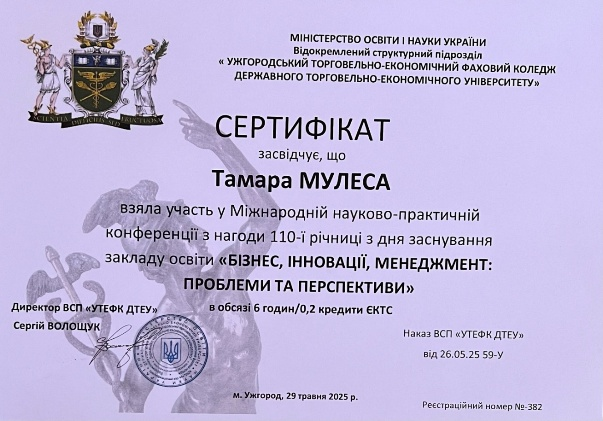 МІНІСТЕРСТВО ОСВІТИ І НАУКИ УКРАЇНИ
Відокремлений структурний підрозділ
« УЖГОРОДСЬКИЙ ТОРГОВЕЛЬНО-ЕКОНОМІЧНИЙ ФАХОВИЙ КОЛЕДЖ
ДЕРЖАВНОГО ТОРГОВЕЛЬНО-ЕКОНОМІЧНОГО УНІВЕРСИТЕТУ»
SCIENTIA DIFFICILIS SED FRUCTUOSA
СЕРТИФІКАТ
засвідчує, що
Тамара МУЛЕСА
взяла участь у Міжнародній науково-практичній
конференції з нагоди 110-ї річниці з дня заснування
закладу освіти «БІЗНЕС, ІННОВАЦІЇ, МЕНЕДЖМЕНТ:
ПРОБЛЕМИ ТА ПЕРСПЕКТИВИ»
в обсязі 6 годин/0,2 кредити ЄКТС
Директор ВСП «УТЕФК ДТЕУ»
Сергій ВОЛОЩУК
Наказ ВСП «УТЕФК ДТЕУ»
від 26.05.25 59-У
м. Ужгород, 29 травня 2025 р.
Реєстраційний номер №-382